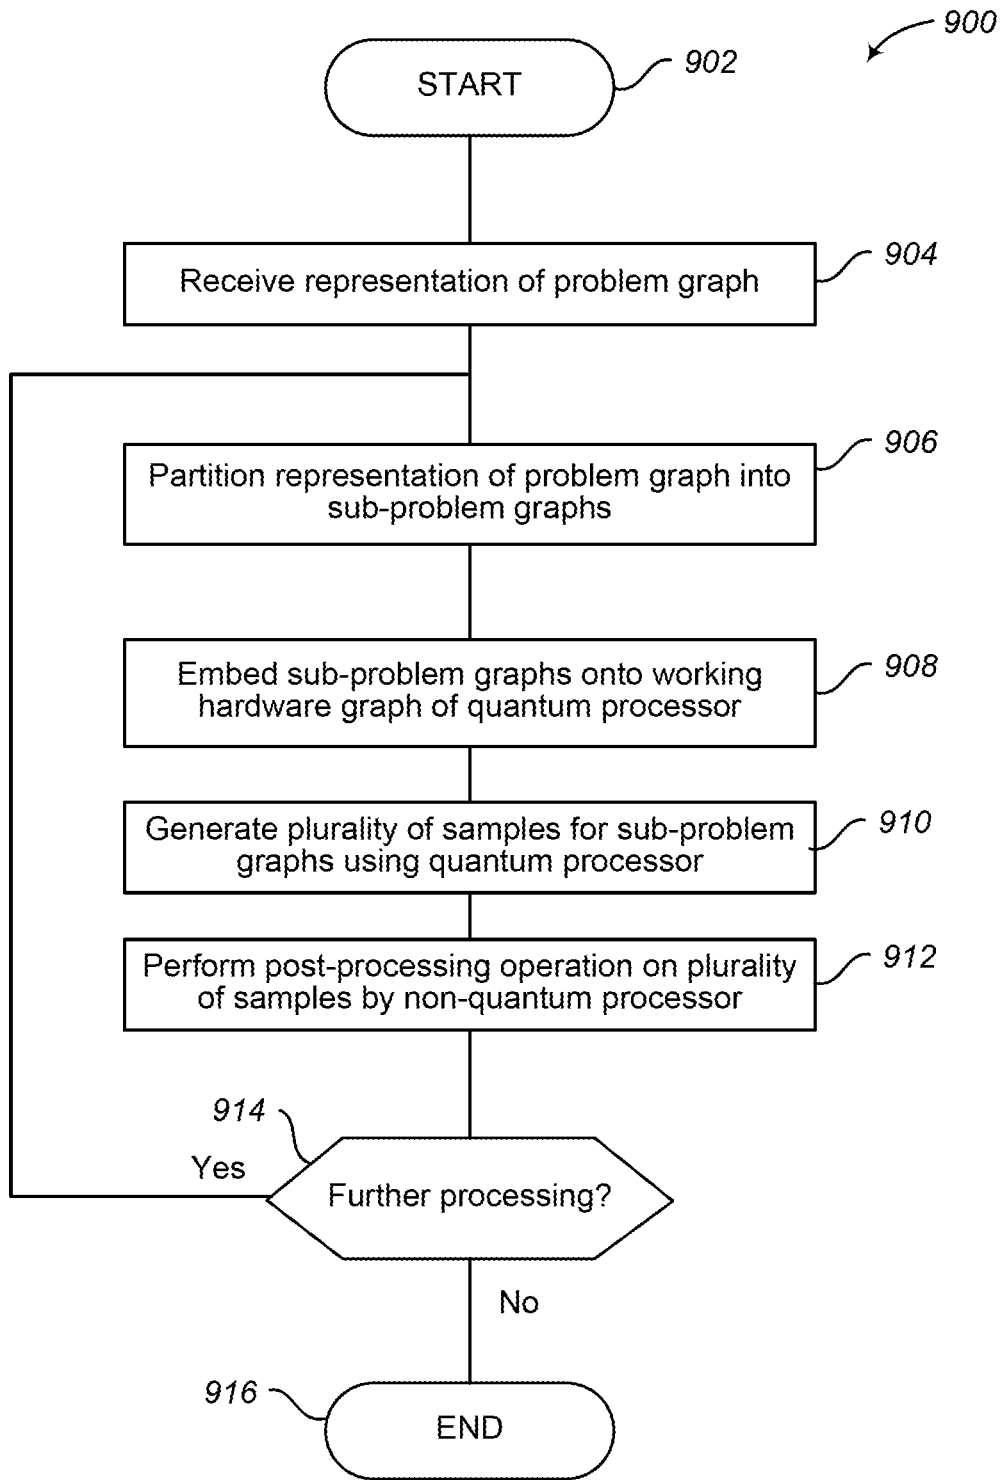 900
START
902
Receive representation of problem graph
904
Partition representation of problem graph into
sub-problem graphs
906
Embed sub-problem graphs onto working
hardware graph of quantum processor
908
Generate plurality of samples for sub-problem
graphs using quantum processor
910
Perform post-processing operation on plurality
of samples by non-quantum processor
912
914
Yes
Further processing?
No
916
END